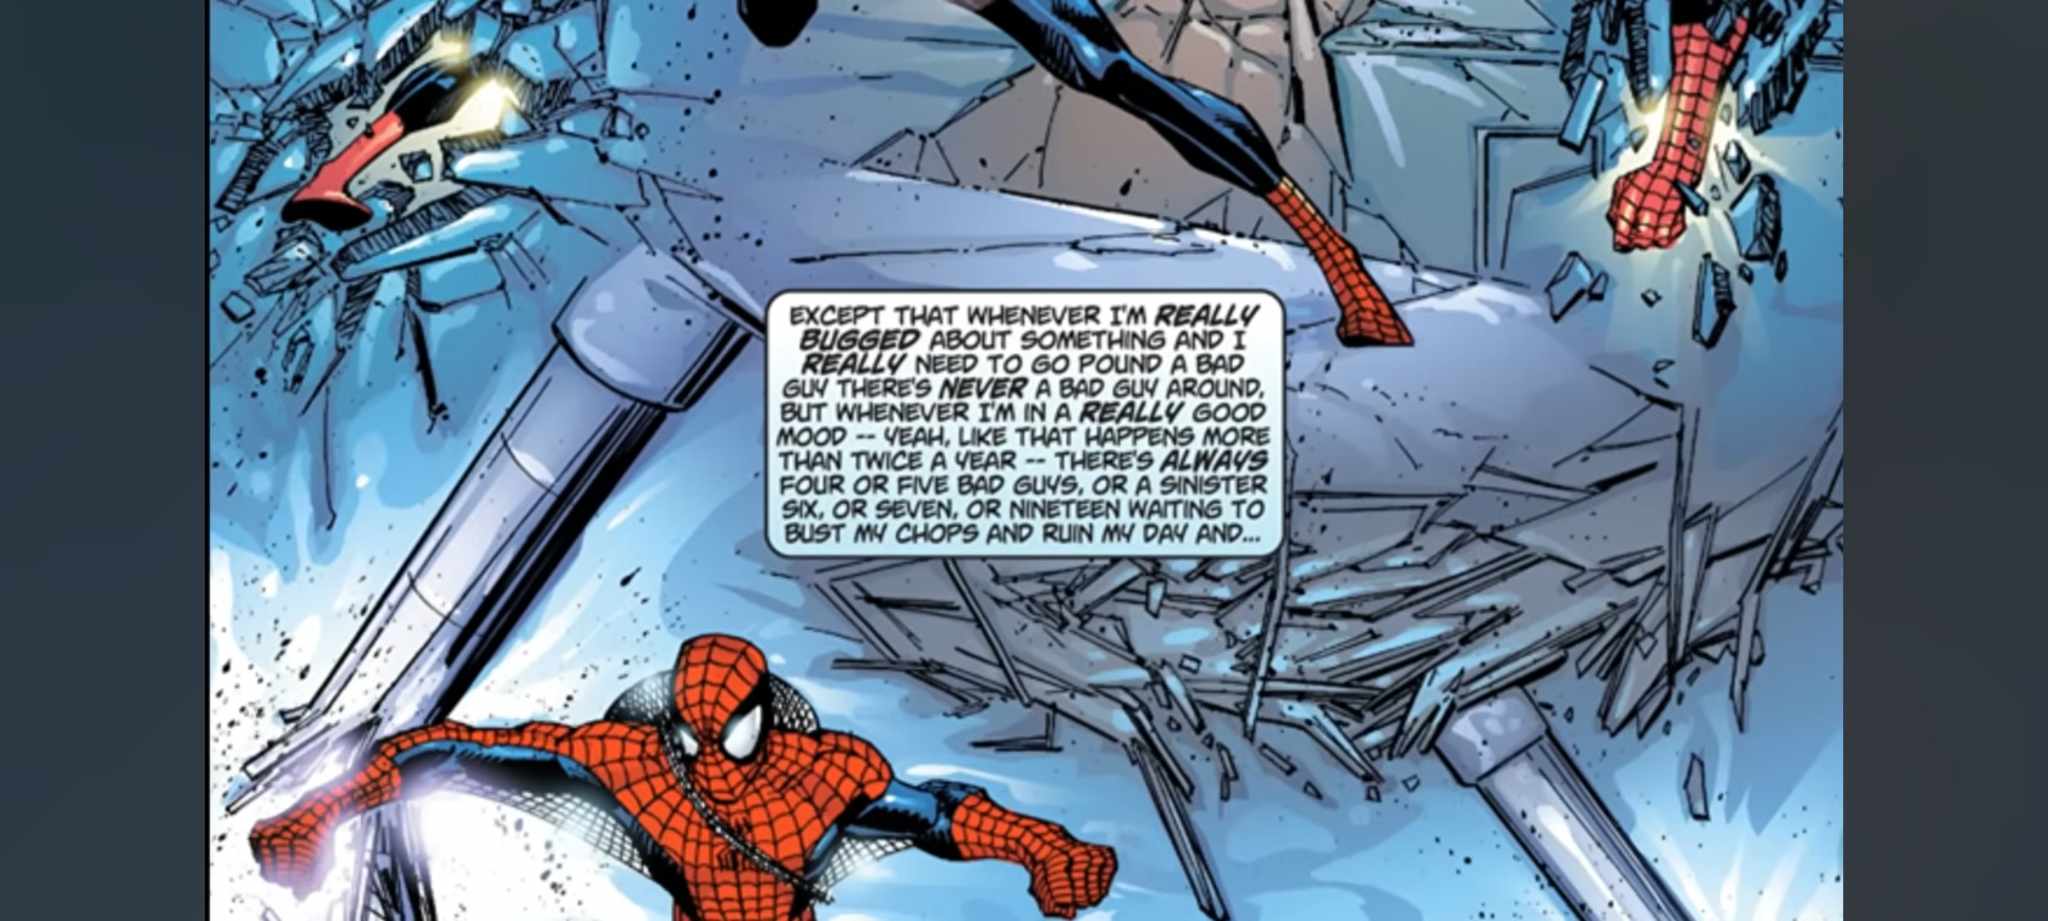 EXCEPT THAT WHENEVER I'M REALLY
BUGGED ABOUT SOMETHING AND I
REALLY NEED TO GO POUND A BAD
GUY THERE'S NEVER A BAD GUY AROUND,
BUT WHENEVER I'M IN A REALLY GOOD
MOOD -- YEAH, LIKE THAT HAPPENS MORE
THAN TWICE A YEAR -- THERE'S ALWAYS
FOUR OR FIVE BAD GUYS, OR A SINISTER
SIX, OR SEVEN, OR NINETEEN WAITING TO
BUST MY CHOPS AND RUIN MY DAY AND...